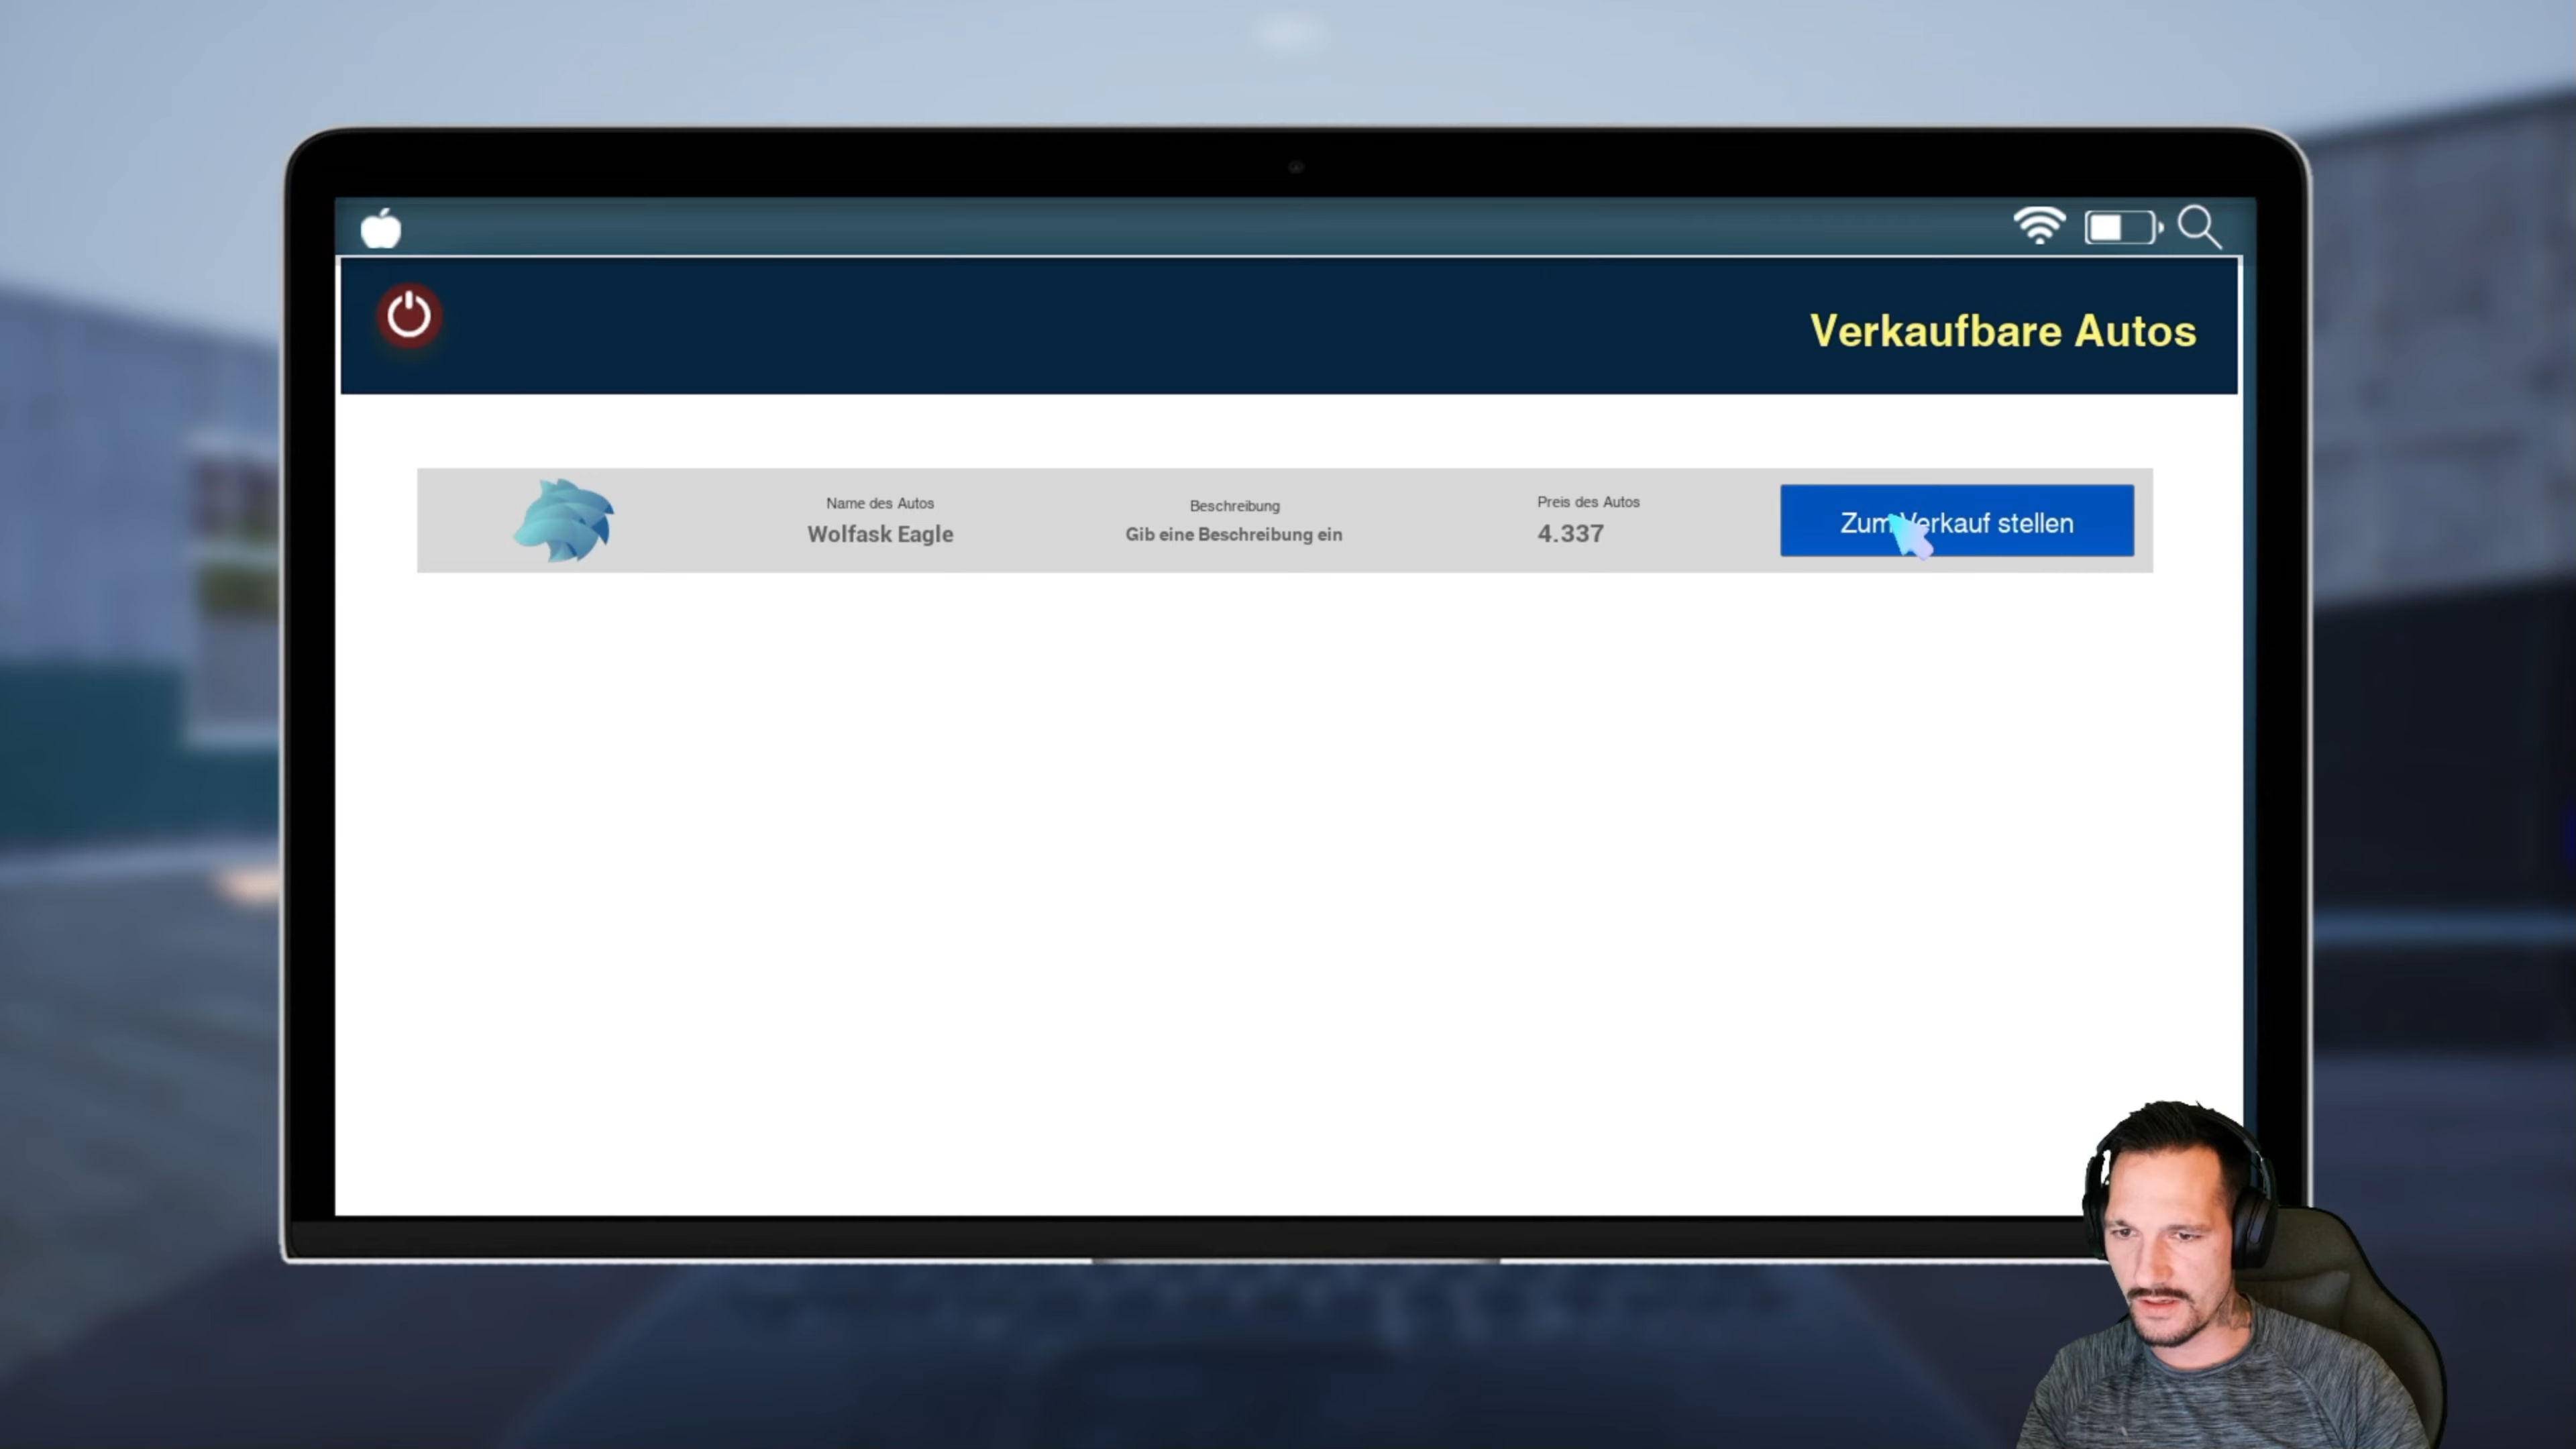 Verkaufbare Autos
Name des Autos
Wolfask Eagle
Beschreibung
Gib eine Beschreibung ein
Preis des Autos
4.337
Zum Verkauf stellen